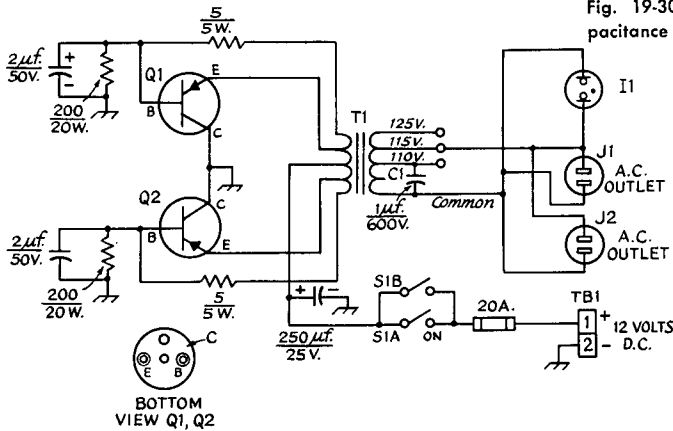 Fig. 19-30
pacitance
5
5W.
2µf.
50V.
+
-
200
20W.
Q1
E
B
C
T1
125V.
115V.
110V.
C1
1µf.
600V.
Common
I1
J1
A.C.
OUTLET
J2
A.C.
OUTLET
Q2
C
B
E
2µf.
50V.
200
20W.
5
5W.
+ -
250µf.
25V.
S1B
S1A
ON
20A.
TB1
1 +
2 -
12 VOLTS
D.C.
C
E
B
BOTTOM
VIEW Q1, Q2